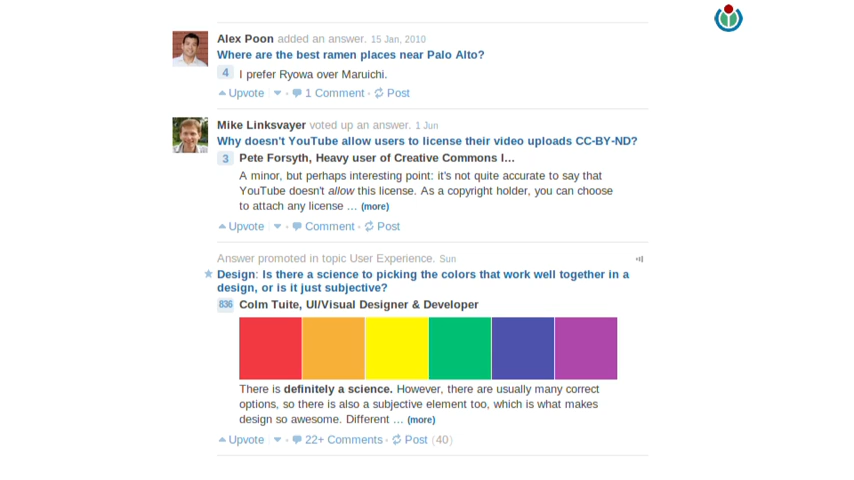 Alex Poon added an answer. 15 Jan, 2010
Where are the best ramen places near Palo Alto?
4 I prefer Ryowa over Maruichi.
Upvote · 1 Comment · Post
Mike Linksvayer voted up an answer. 1 Jun
Why doesn't YouTube allow users to license their video uploads CC-BY-ND?
3 Pete Forsyth, Heavy user of Creative Commons l...
A minor, but perhaps interesting point: it's not quite accurate to say that
YouTube doesn't allow this license. As a copyright holder, you can choose
to attach any license ... (more)
Upvote · Comment · Post
Answer promoted in topic User Experience. Sun
Design: Is there a science to picking the colors that work well together in a
design, or is it just subjective?
836 Colm Tuite, UI/Visual Designer & Developer
There is definitely a science. However, there are usually many correct
options, so there is also a subjective element too, which is what makes
design so awesome. Different ... (more)
Upvote · 22+ Comments · Post (40)